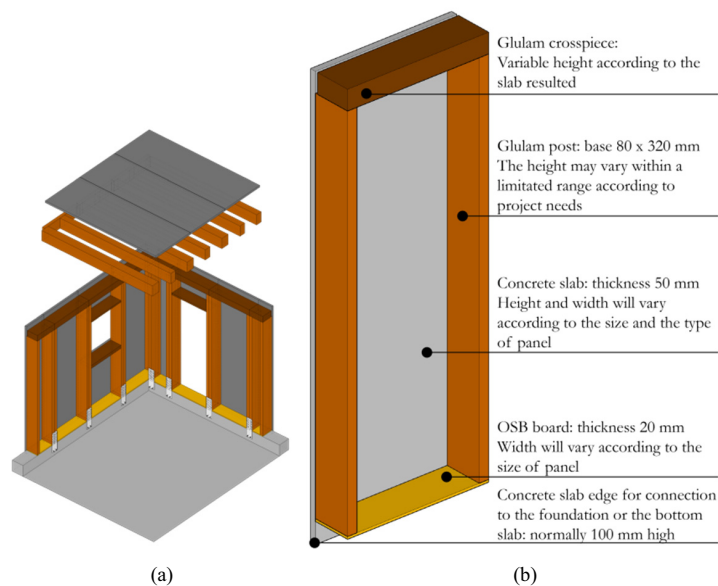 Glulam crosspiece:
Variable height according to the
slab resulted
Glulam post: base 80 x 320 mm
The height may vary within a
limitated range according to
project needs
Concrete slab: thickness 50 mm
Height and width will vary
according to the size and the type
of panel
OSB board: thickness 20 mm
Width will vary according to the
size of panel
Concrete slab edge for connection
to the foundation or the bottom
slab: normally 100 mm high
(a)
(b)